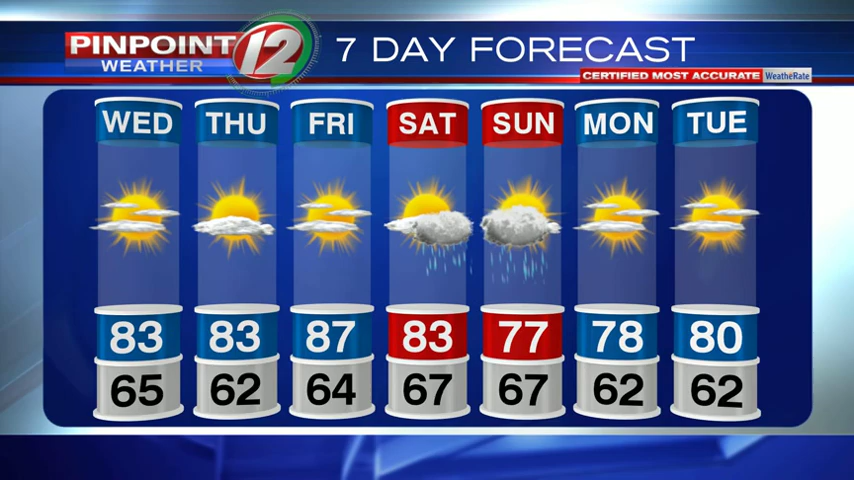 PINPOINT 12 7 DAY FORECAST
WEATHER
CERTIFIED MOST ACCURATE WeatheRate
WED THU FRI SAT SUN MON TUE
83 83 87 83 77 78 80
65 62 64 67 67 62 62